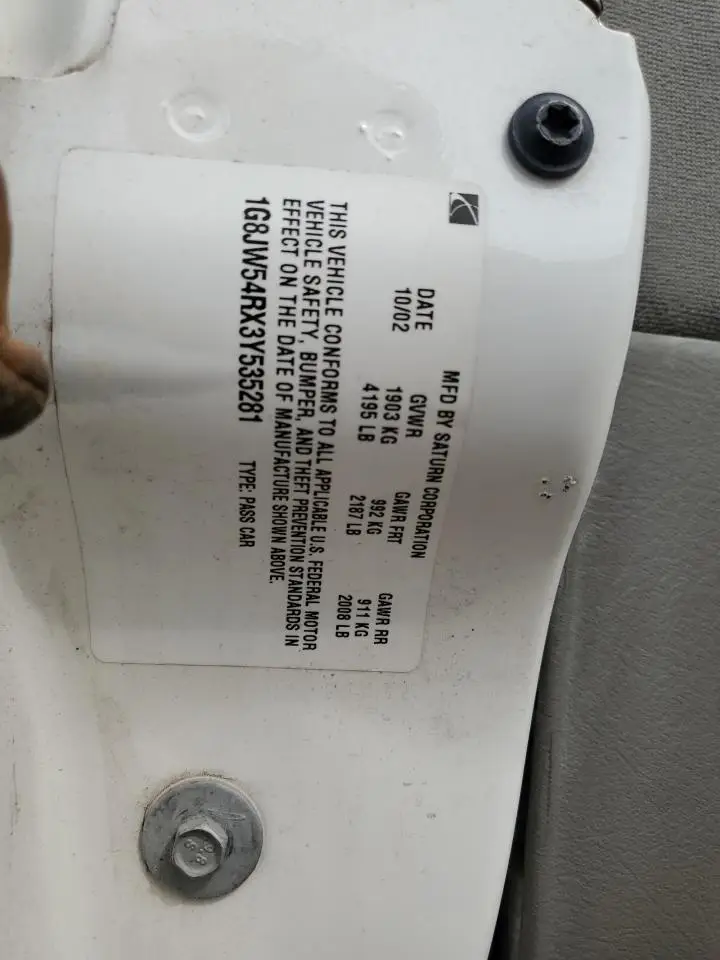 MFD BY SATURN CORPORATION
DATE GVWR GAWR FRT GAWR RR
10/02 1903 KG 992 KG 911 KG
4195 LB 2187 LB 2008 LB
THIS VEHICLE CONFORMS TO ALL APPLICABLE U.S. FEDERAL MOTOR
VEHICLE SAFETY, BUMPER, AND THEFT PREVENTION STANDARDS IN
EFFECT ON THE DATE OF MANUFACTURE SHOWN ABOVE.
1G8JW54RX3Y535281 TYPE: PASS CAR